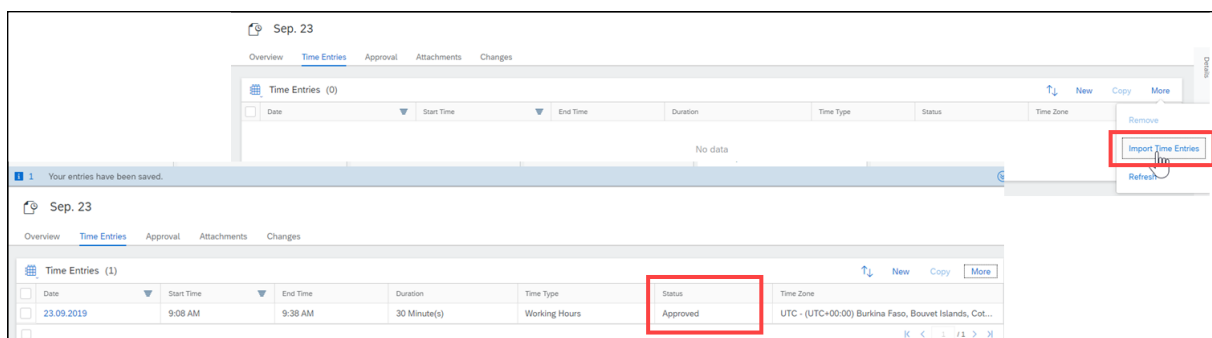 Sep. 23
Overview Time Entries Approval Attachments Changes
Details
Time Entries (0)
New Copy More
Date Start Time End Time Duration Time Type Status Time Zone
Remove
No data
Import Time Entries
Refresh
1 Your entries have been saved.
Sep. 23
Overview Time Entries Approval Attachments Changes
Time Entries (1)
New Copy More
Date Start Time End Time Duration Time Type Status Time Zone
23.09.2019 9:08 AM 9:38 AM 30 Minute(s) Working Hours Approved UTC - (UTC+00:00) Burkina Faso, Bouvet Islands, Cot...
1 /1